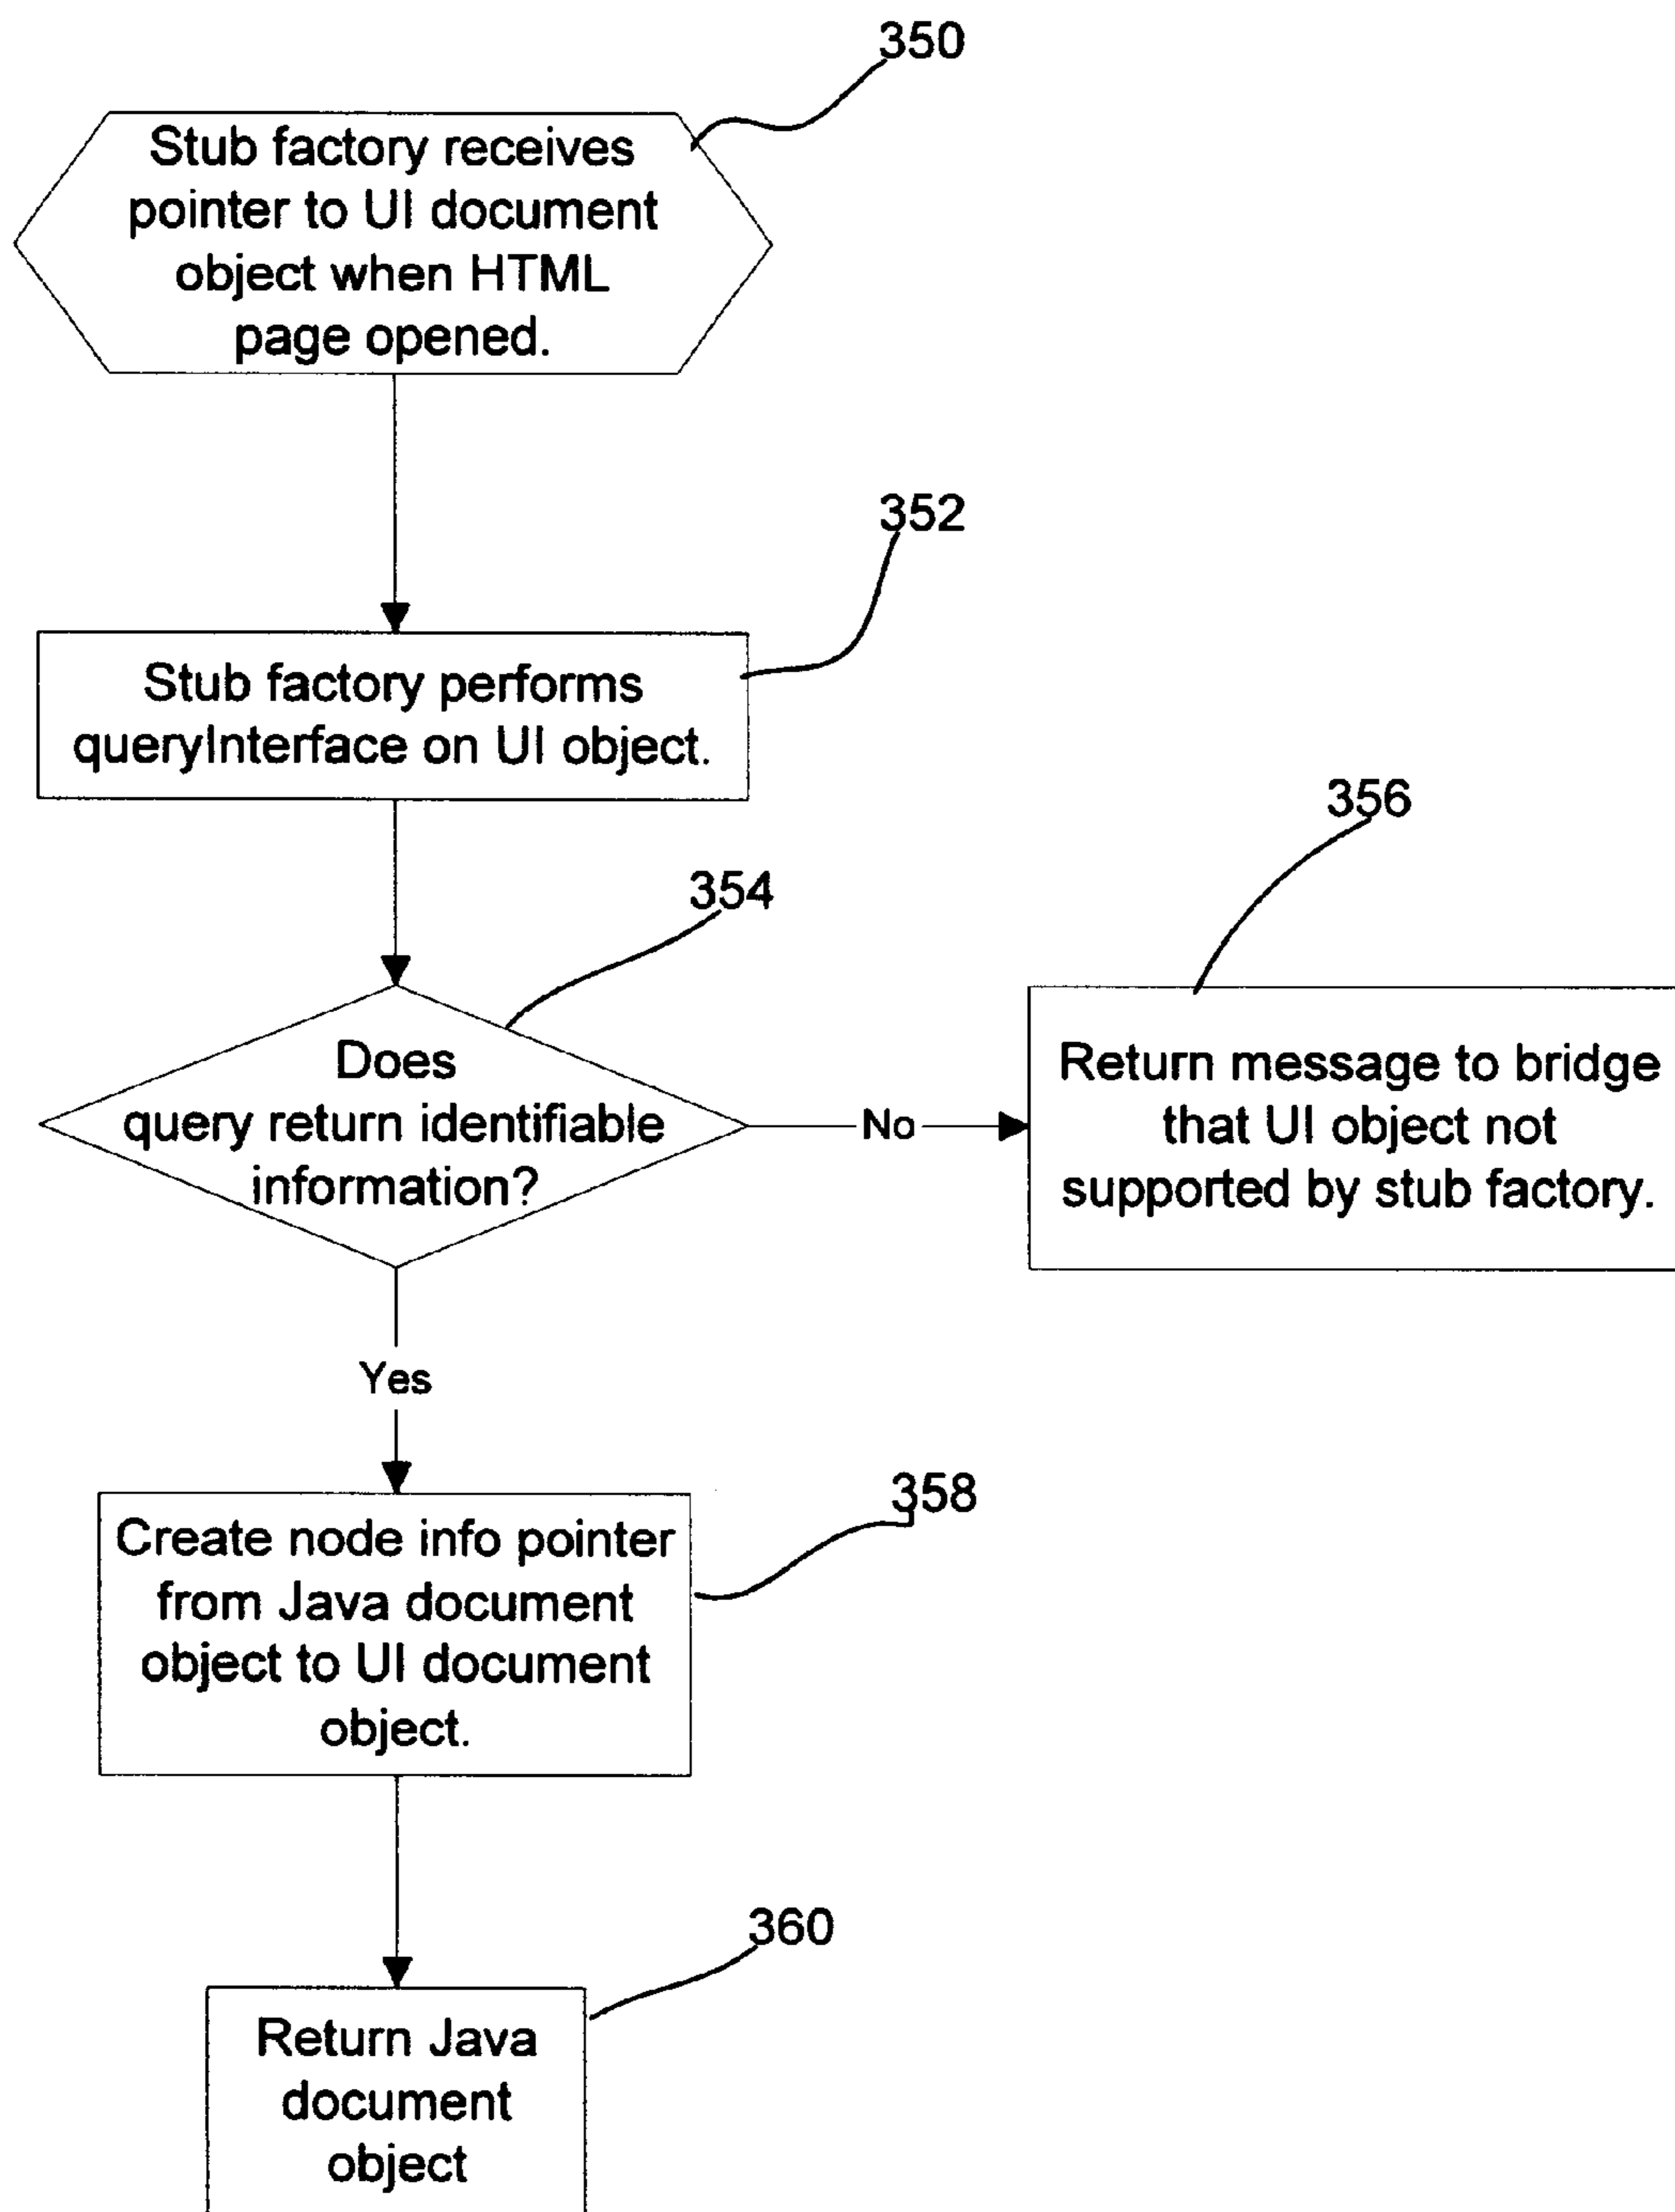 350
Stub factory receives
pointer to UI document
object when HTML
page opened.
352
Stub factory performs
queryInterface on UI object.
354
Does
query return identifiable
information?
No
356
Return message to bridge
that UI object not
supported by stub factory.
Yes
358
Create node info pointer
from Java document
object to UI document
object.
360
Return Java
document
object